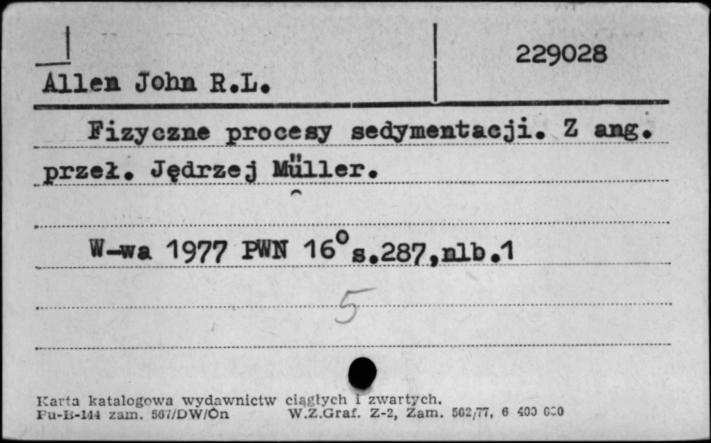 229028
Allen John R.L.
Fizyczne procesy sedymentacji. Z ang.
przeł. Jędrzej Müller.
W-wa 1977 PWN 16° s.287,nlb.1
5
Karta katalogowa wydawnictw ciągłych i zwartych.
Pu-B-144 zam. 567/DW/On W.Z.Graf. Z-2, Zam. 502/77, 6 400 000